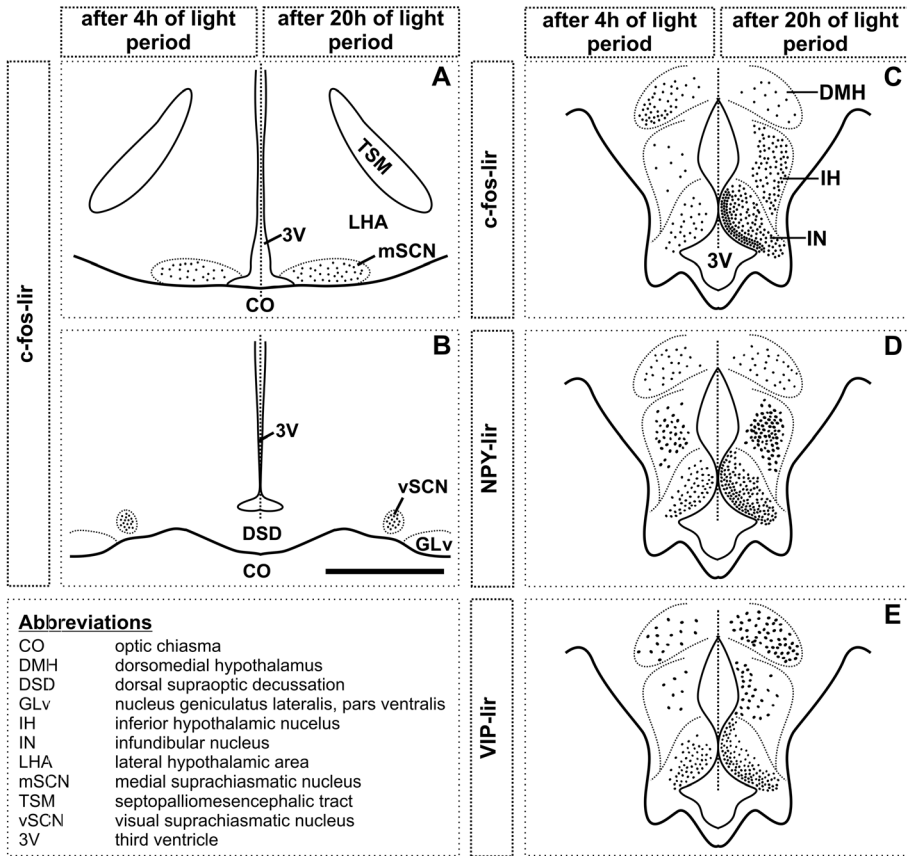 after 4h of light period
after 20h of light period
after 4h of light period
after 20h of light period
c-fos-lir
A
TSM
LHA
3V
mSCN
CO
B
3V
vSCN
DSD
GLv
CO
c-fos-lir
C
DMH
IH
IN
3V
NPY-lir
D
VIP-lir
E
Abbreviations
CO optic chiasma
DMH dorsomedial hypothalamus
DSD dorsal supraoptic decussation
GLv nucleus geniculatus lateralis, pars ventralis
IH inferior hypothalamic nucelus
IN infundibular nucleus
LHA lateral hypothalamic area
mSCN medial suprachiasmatic nucleus
TSM septopalliomesencephalic tract
vSCN visual suprachiasmatic nucleus
3V third ventricle